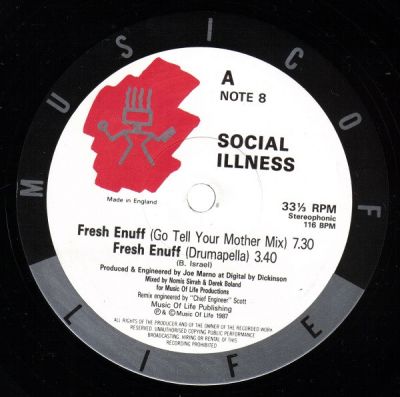 MUSIC OF LIFE
A
NOTE 8
SOCIAL
ILLNESS
Made in England
33⅓ RPM
Stereophonic
116 BPM
Fresh Enuff (Go Tell Your Mother Mix) 7.30
Fresh Enuff (Drumapella) 3.40
(B. Israel)
Produced & Engineered by Joe Marno at Digital by Dickinson
Mixed by Nomis Sirrah & Derek Boland
for Music Of Life Productions
Remix engineered by "Chief Engineer" Scott
Music Of Life Publishing
℗ & © Music Of Life 1987
ALL RIGHTS OF THE PRODUCER AND OF THE OWNER OF THE RECORDED WORK
RESERVED. UNAUTHORISED COPYING PUBLIC PERFORMANCE
BROADCASTING: HIRING OR RENTAL OF THIS
RECORDING PROHIBITED